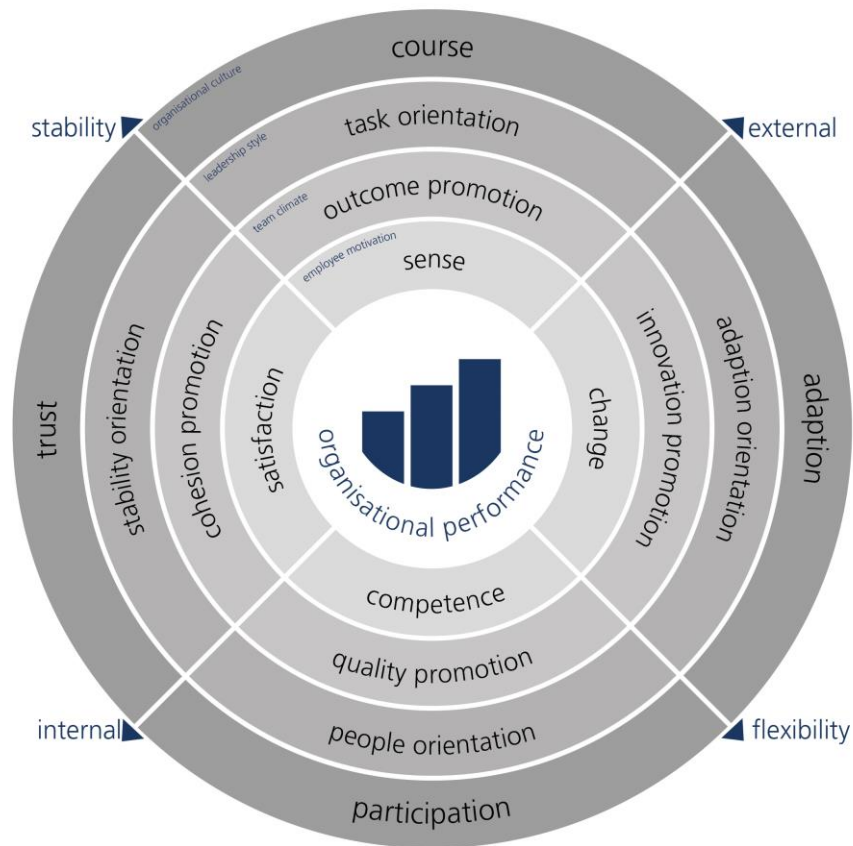 course
organisational culture
stability
external
task orientation
leadership style
outcome promotion
team climate
sense
employee motivation
trust
stability orientation
cohesion promotion
satisfaction
organisational performance
change
innovation promotion
adaption orientation
adaption
competence
quality promotion
people orientation
participation
internal
flexibility